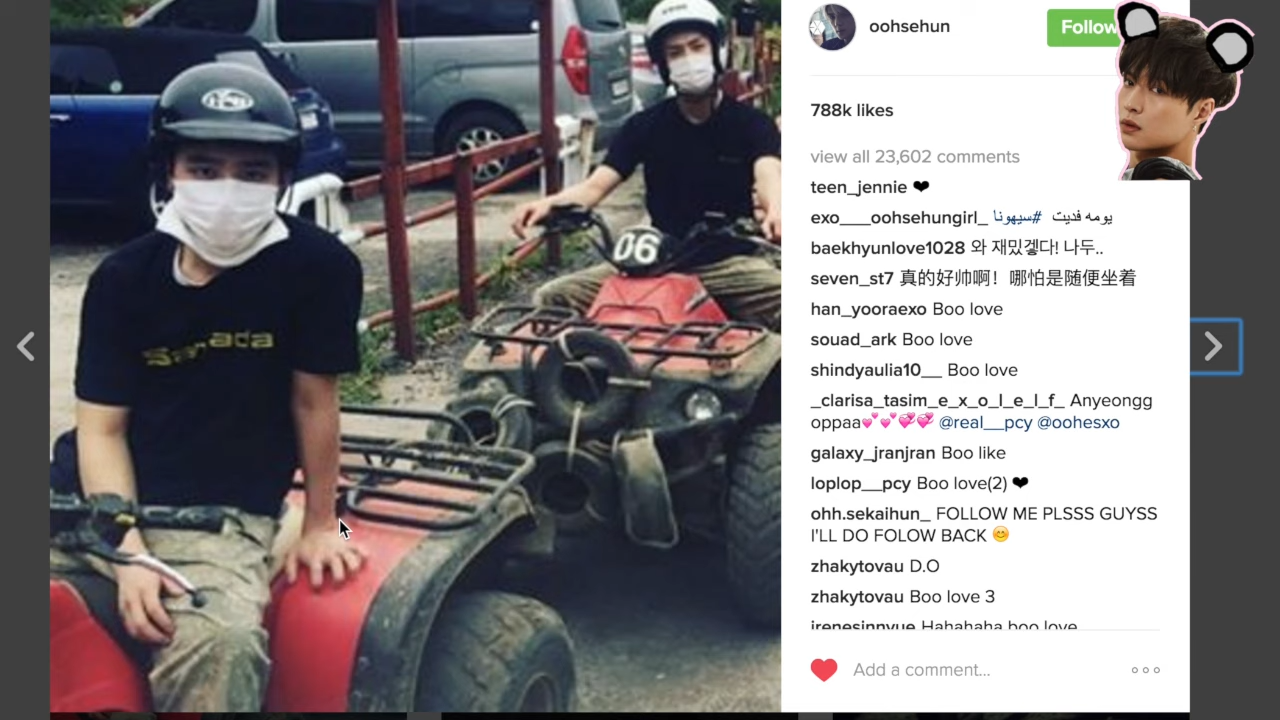 oohsehun
Follow
788k likes
view all 23,602 comments
teen_jennie ❤
exo___oohsehungirl_ يومه فديت #سيهونا
baekhyunlove1028 와 재밌겧다! 나두..
seven_st7 真的好帅啊！哪怕是随便坐着
han_yooraexo Boo love
souad_ark Boo love
shindyaulia10__ Boo love
_clarisa_tasim_e_x_o_l_e_l_f_ Anyeongg
oppaa💕💕💞💞 @real__pcy @oohesxo
galaxy_jranjran Boo like
loplop__pcy Boo love(2) ❤
ohh.sekaihun_ FOLLOW ME PLSSS GUYSS
I'LL DO FOLOW BACK 😊
zhakytovau D.O
zhakytovau Boo love 3
irenesinnyue Hahahaha boo love
Add a comment...
06